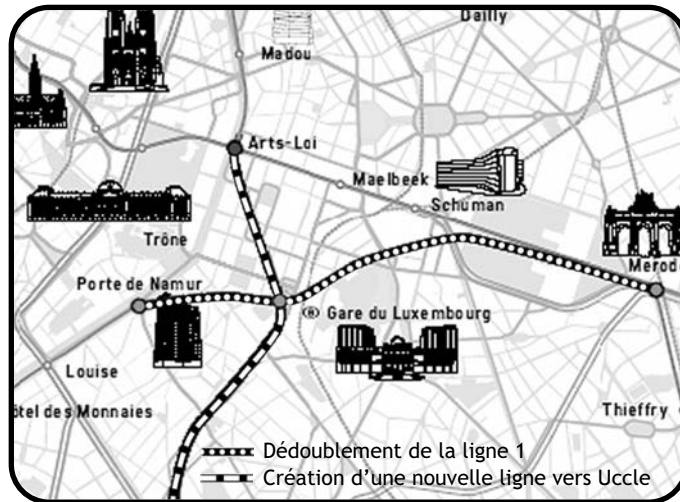 Dailly
Madou
Arts-Loi
Maelbeek
Schuman
Trône
Merode
Porte de Namur
Gare du Luxembourg
Louise
ôtel des Monnaies
Thieffry
Dédoublement de la ligne 1
Création d'une nouvelle ligne vers Uccle